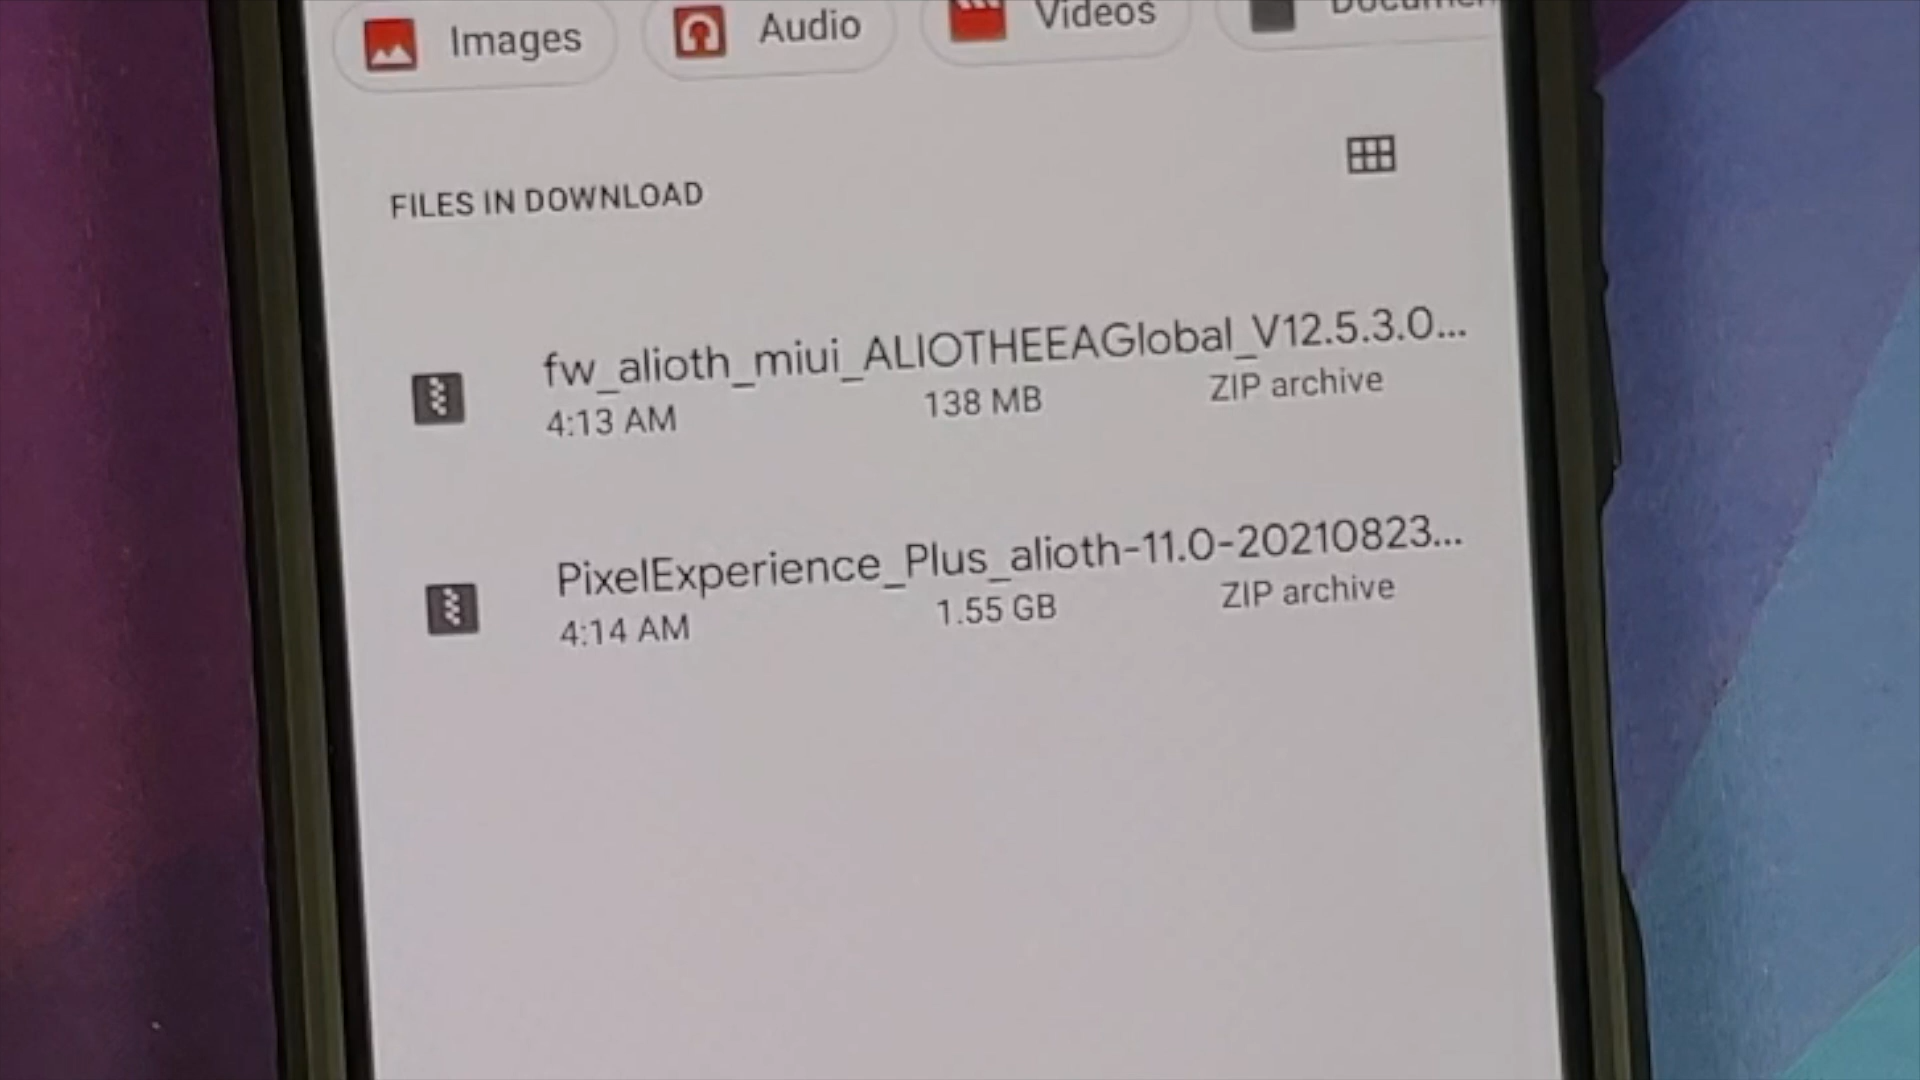 Images Audio Videos
FILES IN DOWNLOAD
fw_alioth_miui_ALIOTHEEAGlobal_V12.5.3.0...
4:13 AM 138 MB ZIP archive
PixelExperience_Plus_alioth-11.0-20210823...
4:14 AM 1.55 GB ZIP archive